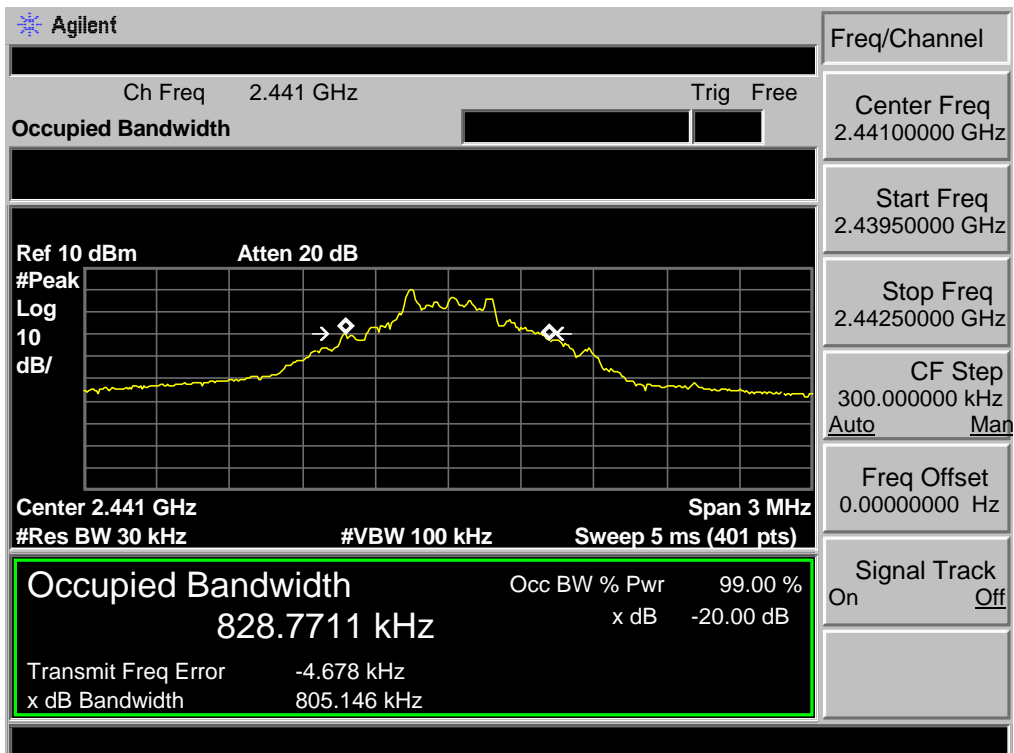 Agilent
Freq/Channel
Ch Freq 2.441 GHz Trig Free
Occupied Bandwidth
Center Freq
2.44100000 GHz
Start Freq
2.43950000 GHz
Stop Freq
2.44250000 GHz
CF Step
300.000000 kHz
Auto Man
Freq Offset
0.00000000 Hz
Signal Track
On Off
Ref 10 dBm Atten 20 dB
#Peak
Log
10
dB/
Center 2.441 GHz Span 3 MHz
#Res BW 30 kHz #VBW 100 kHz Sweep 5 ms (401 pts)
Occupied Bandwidth
828.7711 kHz
Occ BW % Pwr 99.00 %
x dB -20.00 dB
Transmit Freq Error -4.678 kHz
x dB Bandwidth 805.146 kHz